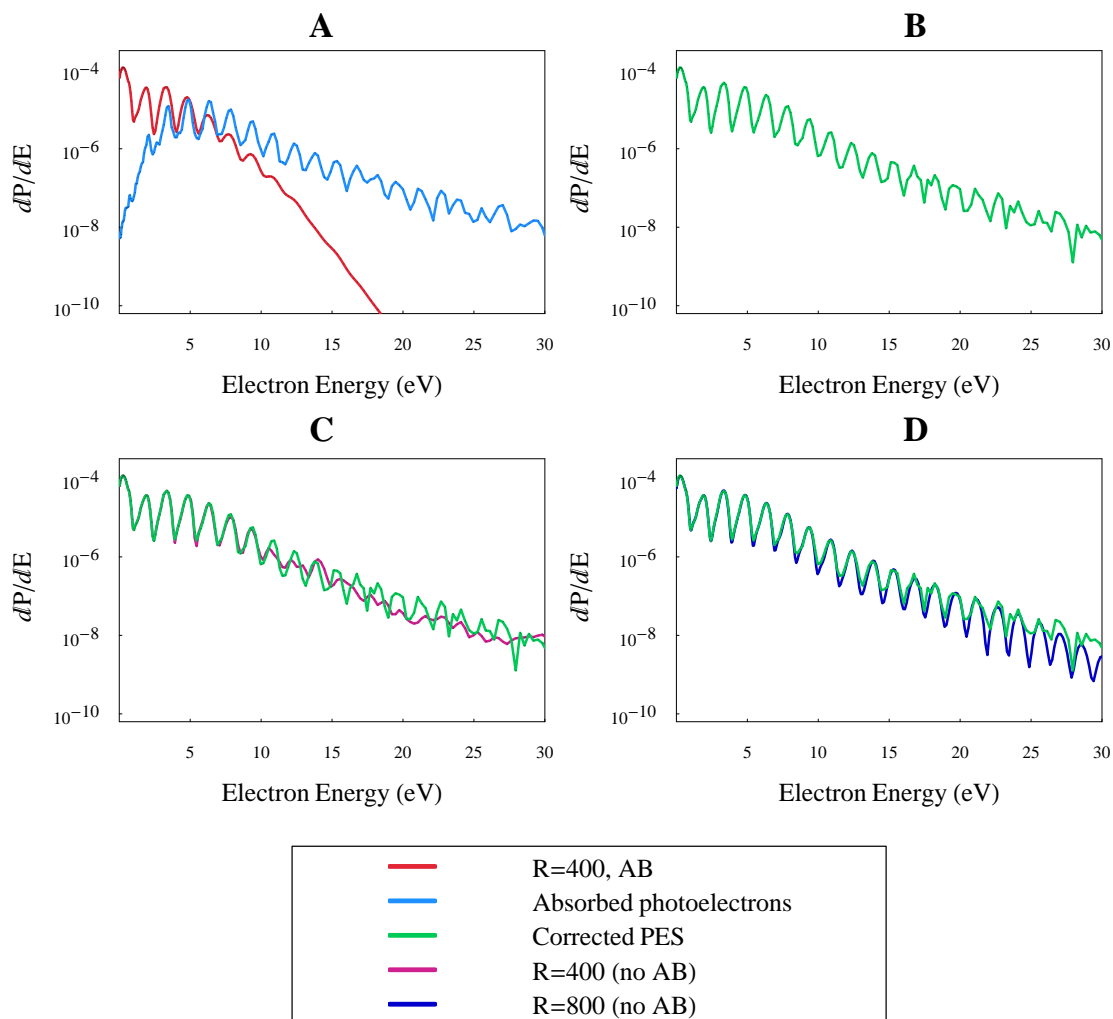 A
B
10−4
10−6
10−8
10−10
dP/dE
5 10 15 20 25 30
Electron Energy (eV)
10−4
10−6
10−8
10−10
dP/dE
5 10 15 20 25 30
Electron Energy (eV)
C
D
10−4
10−6
10−8
10−10
dP/dE
5 10 15 20 25 30
Electron Energy (eV)
10−4
10−6
10−8
10−10
dP/dE
5 10 15 20 25 30
Electron Energy (eV)
R=400, AB
Absorbed photoelectrons
Corrected PES
R=400 (no AB)
R=800 (no AB)